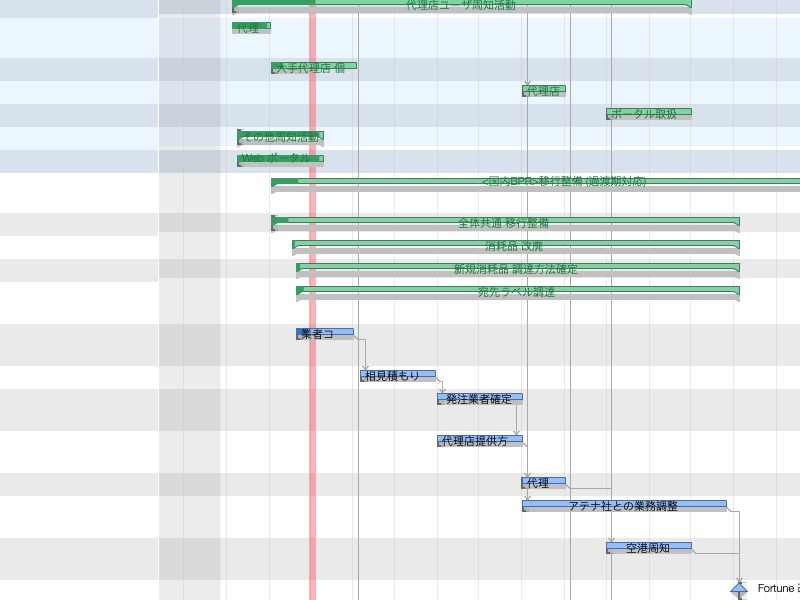 代理店ユーザ周知活動
代理
大手代理店 個
代理店
ポータル取扱
その他周知活動
Web ポータル
<国内BPR>移行整備 (過渡期対応)
全体共通 移行整備
消耗品 改廃
新規消耗品 調達方法確定
宛先ラベル調達
業者コ
相見積もり
発注業者確定
代理店提供方
代理
アテナ社との業務調整
空港周知
Fortune